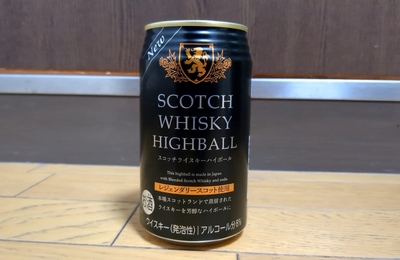 New
SCOTCH
WHISKY
HIGHBALL
スコッチウイスキーハイボール
This highball is made in Japan
with Blended Scotch Whisky and soda.
レジェンダリースコット使用
本場スコットランドで蒸留された
ウイスキーを芳醇なハイボールに
お酒
ウイスキー(発泡性)|アルコール分8%